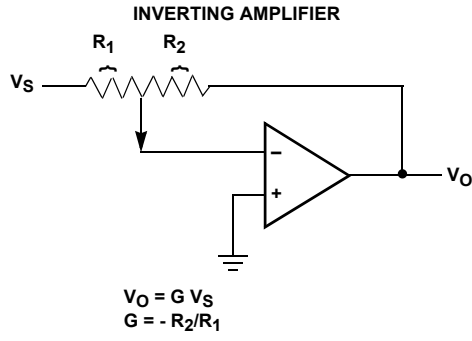 INVERTING AMPLIFIER
R1 R2
VS
−
+
VO
VO = G VS
G = - R2/R1